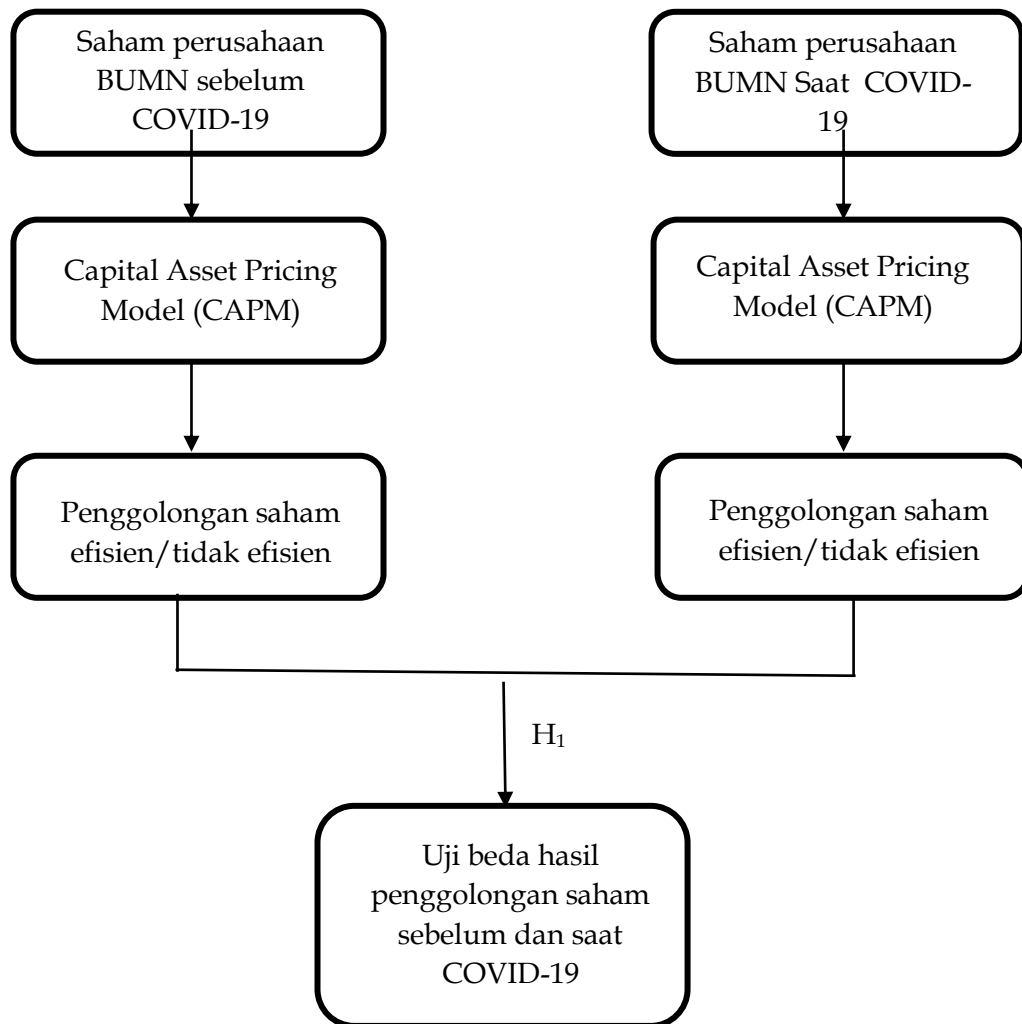 Saham perusahaan
BUMN sebelum
COVID-19
Saham perusahaan
BUMN Saat COVID-
19
Capital Asset Pricing
Model (CAPM)
Capital Asset Pricing
Model (CAPM)
Penggolongan saham
efisien/tidak efisien
Penggolongan saham
efisien/tidak efisien
H₁
Uji beda hasil
penggolongan saham
sebelum dan saat
COVID-19